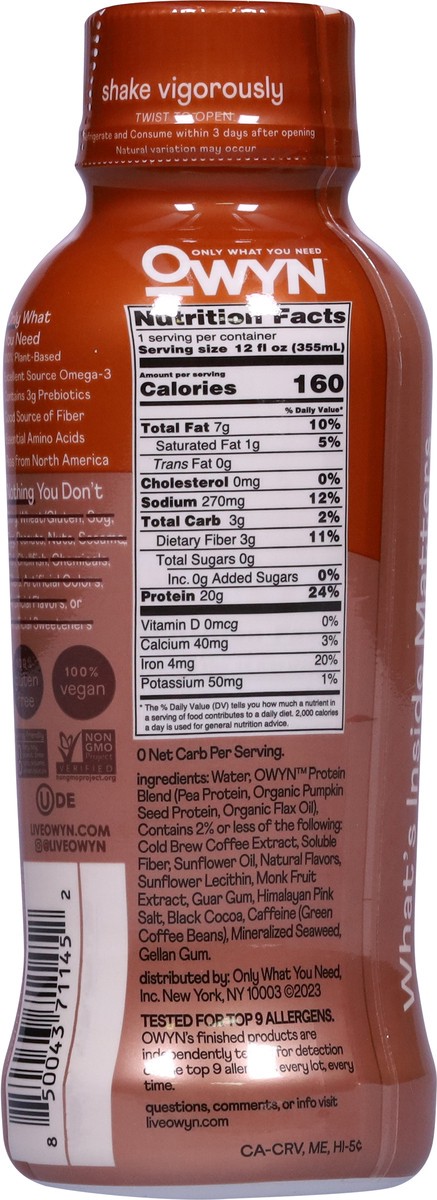 shake vigorously
TWIST TO OPEN
Refrigerate and Consume within 3 days after opening
Natural variation may occur
ONLY WHAT YOU NEED
OWYN™
What
You Need
Plant-Based
Excellent Source Omega-3
Contains 3g Prebiotics
Good Source of Fiber
Essential Amino Acids
from North America
Nothing You Don't
Wheat/Gluten, Soy,
Peanuts, Nuts, Sesame,
Shellfish, Chemicals,
Artificial Colors,
Flavors, or
Sweeteners
gluten
free
100%
vegan
NON
GMO
Project
VERIFIED
nongmoproject.org
U DE
LIVEOWYN.COM
@LIVEOWYN
8 50043 71145 2
Nutrition Facts
1 serving per container
Serving size 12 fl oz (355mL)
Amount per serving
Calories 160
% Daily Value*
Total Fat 7g 10%
Saturated Fat 1g 5%
Trans Fat 0g
Cholesterol 0mg 0%
Sodium 270mg 12%
Total Carb 3g 2%
Dietary Fiber 3g 11%
Total Sugars 0g
Inc. 0g Added Sugars 0%
Protein 20g 24%
Vitamin D 0mcg 0%
Calcium 40mg 3%
Iron 4mg 20%
Potassium 50mg 1%
* The % Daily Value (DV) tells you how much a nutrient in
a serving of food contributes to a daily diet. 2,000 calories
a day is used for general nutrition advice.
0 Net Carb Per Serving.
ingredients: Water, OWYN™ Protein
Blend (Pea Protein, Organic Pumpkin
Seed Protein, Organic Flax Oil),
Contains 2% or less of the following:
Cold Brew Coffee Extract, Soluble
Fiber, Sunflower Oil, Natural Flavors,
Sunflower Lecithin, Monk Fruit
Extract, Guar Gum, Himalayan Pink
Salt, Black Cocoa, Caffeine (Green
Coffee Beans), Mineralized Seaweed,
Gellan Gum.
distributed by: Only What You Need,
Inc. New York, NY 10003 ©2023
TESTED FOR TOP 9 ALLERGENS.
OWYN's finished products are
independently tested for detection
of the top 9 allergens, every lot, every
time.
questions, comments, or info visit
liveowyn.com
CA-CRV, ME, HI-5¢
What's Inside Matters